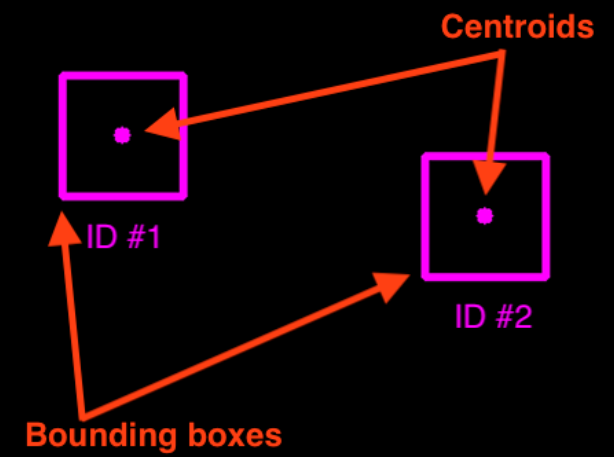 Centroids
ID #1
ID #2
Bounding boxes